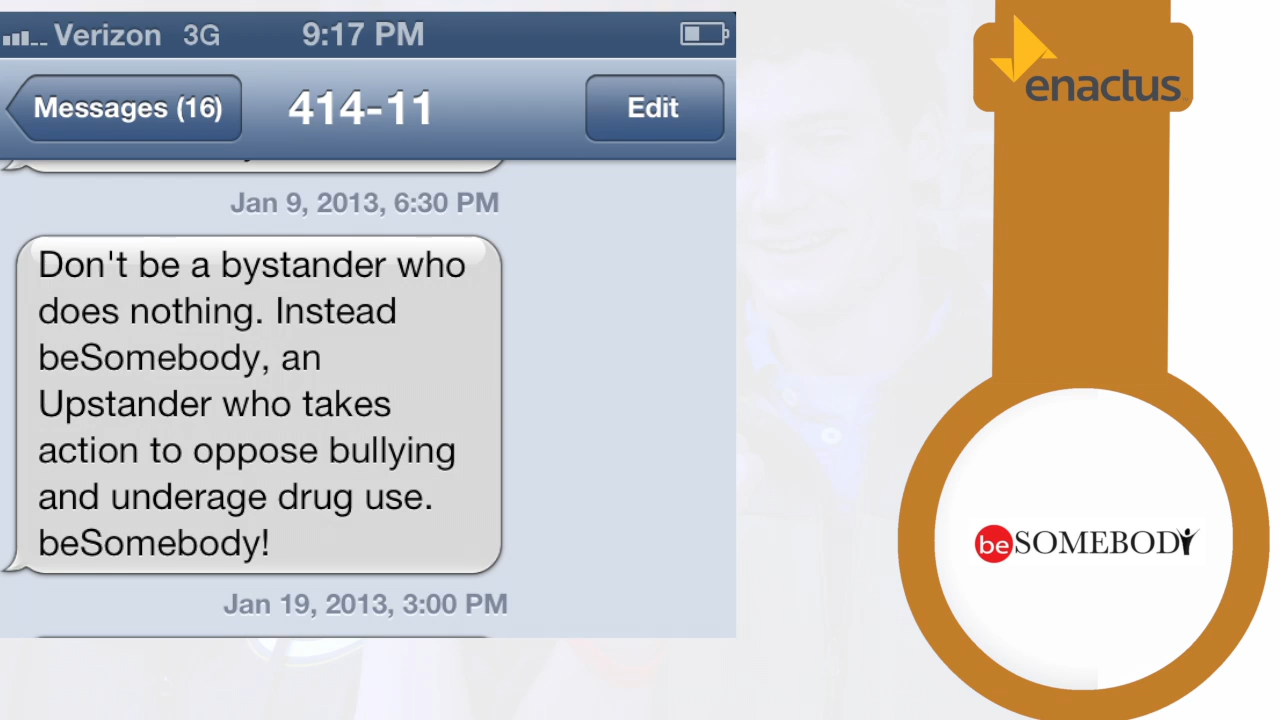 Verizon 3G 9:17 PM
Messages (16) 414-11 Edit
Jan 9, 2013, 6:30 PM
Don't be a bystander who
does nothing. Instead
beSomebody, an
Upstander who takes
action to oppose bullying
and underage drug use.
beSomebody!
Jan 19, 2013, 3:00 PM
enactus
be SOMEBODY